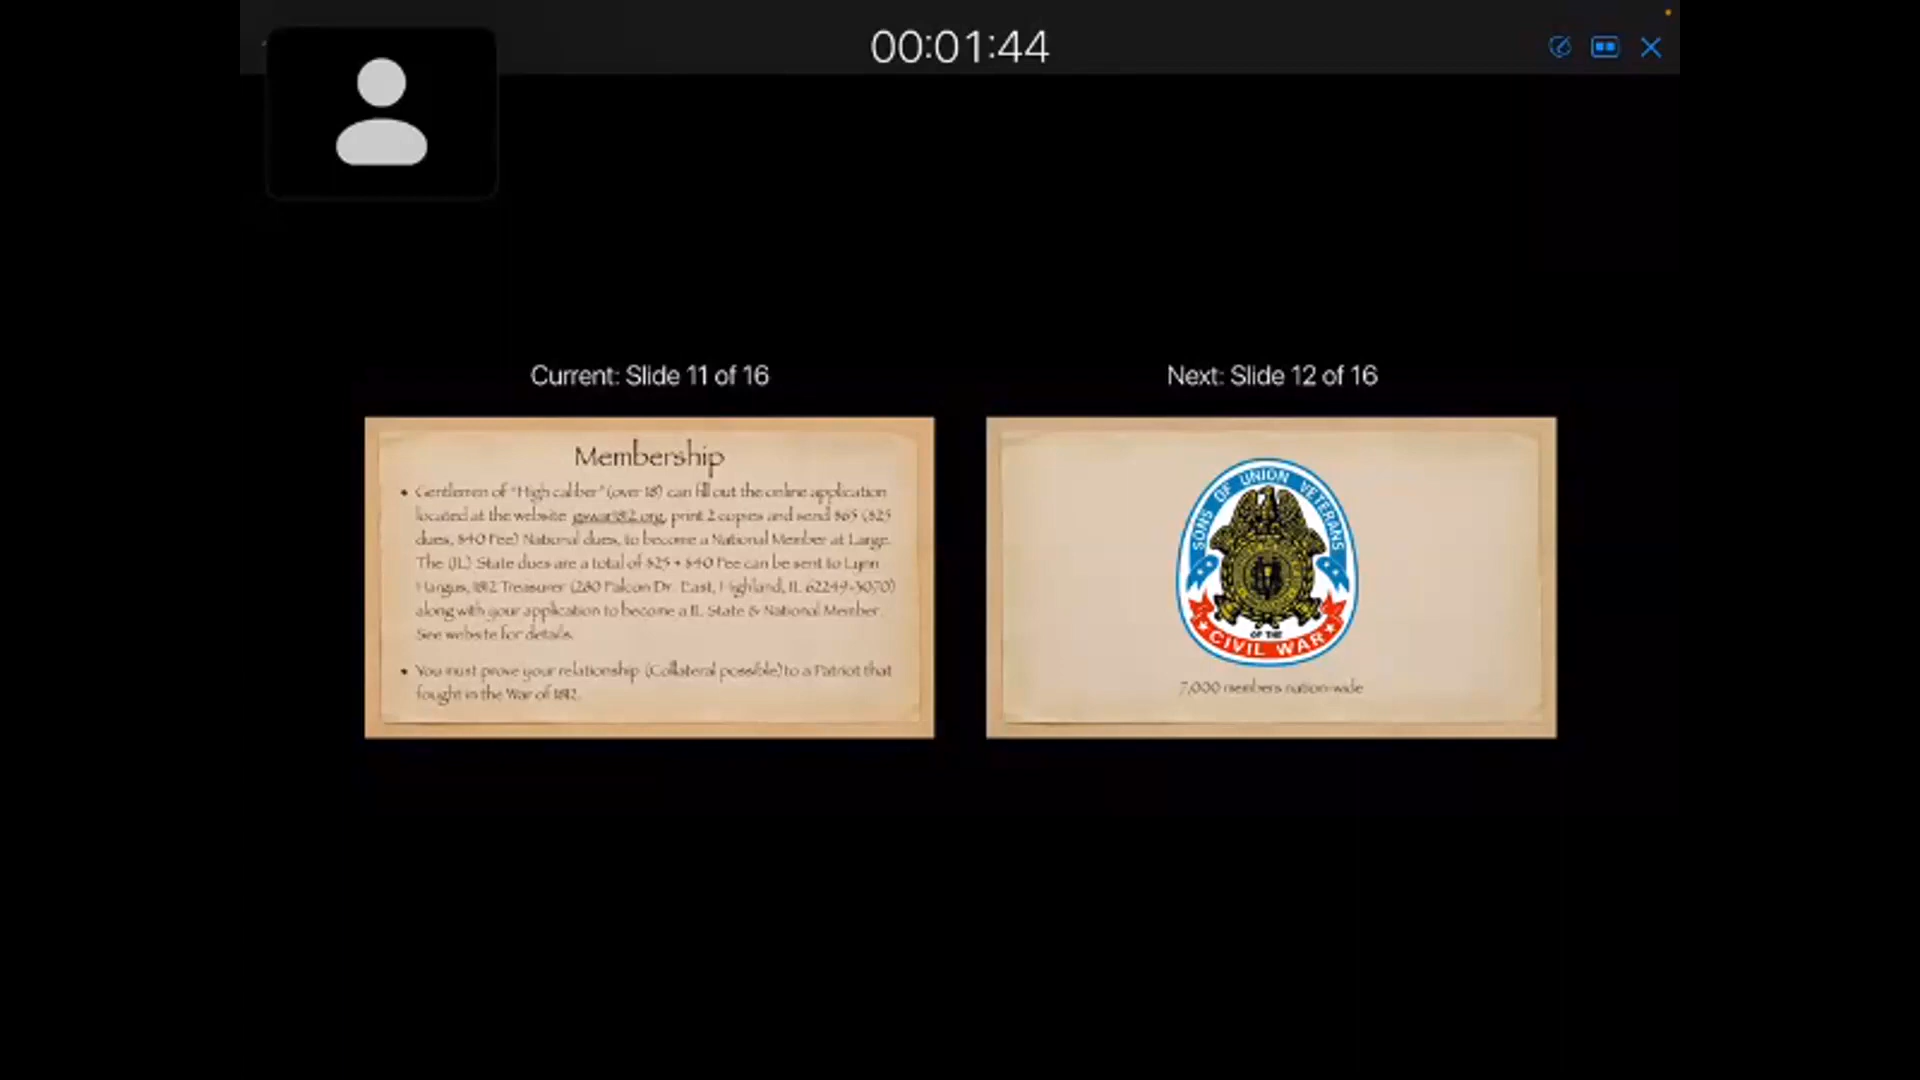 00:01:44
Current: Slide 11 of 16
Membership
• Gentlemen of "High caliber" (over 18) can fill out the online application
located at the website gswar1812.org, print 2 copies and send $65 ($25
dues, $40 Fee) National dues, to become a National Member at Large.
The (IL) State dues are a total of $25 + $40 Fee can be sent to Lynn
1812 Treasurer (280 Falcon Dr. East, Highland, IL 62249-3070)
along with your application to become a IL State & National Member.
See website for details.
• You must prove your relationship (Collateral possible) to a Patriot that
fought in the War of 1812.
Next: Slide 12 of 16
SONS OF UNION VETERANS
OF THE
CIVIL WAR
7,000 members nation-wide